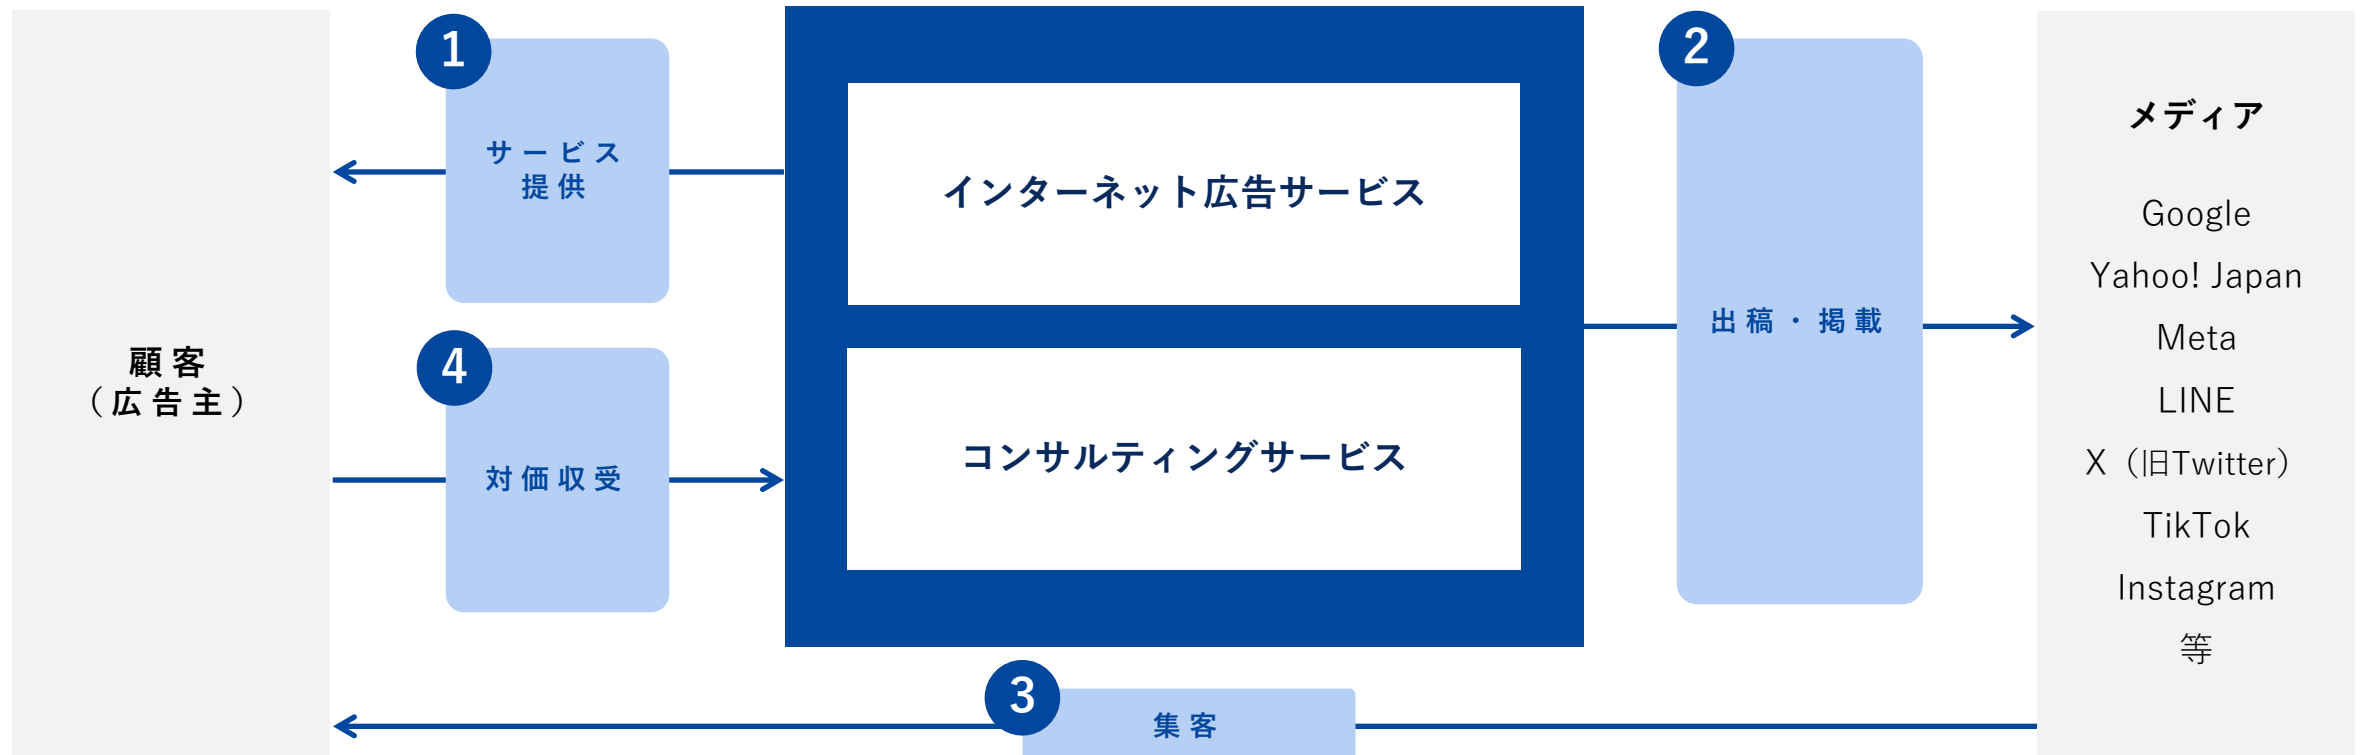 顧客
（広告主）
1
サービス
提供
4
対価収受
インターネット広告サービス
コンサルティングサービス
2
出稿・掲載
3
集客
メディア
Google
Yahoo! Japan
Meta
LINE
X（旧Twitter）
TikTok
Instagram
等